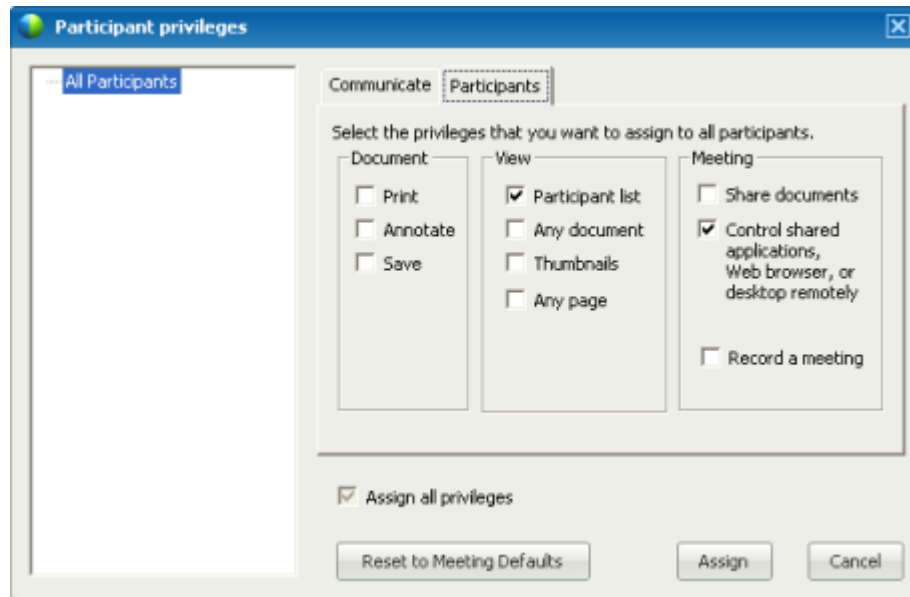 Participant privileges
All Participants
Communicate
Participants
Select the privileges that you want to assign to all participants.
Document
Print
Annotate
Save
View
Participant list
Any document
Thumbnails
Any page
Meeting
Share documents
Control shared
applications,
Web browser, or
desktop remotely
Record a meeting
Assign all privileges
Reset to Meeting Defaults
Assign
Cancel